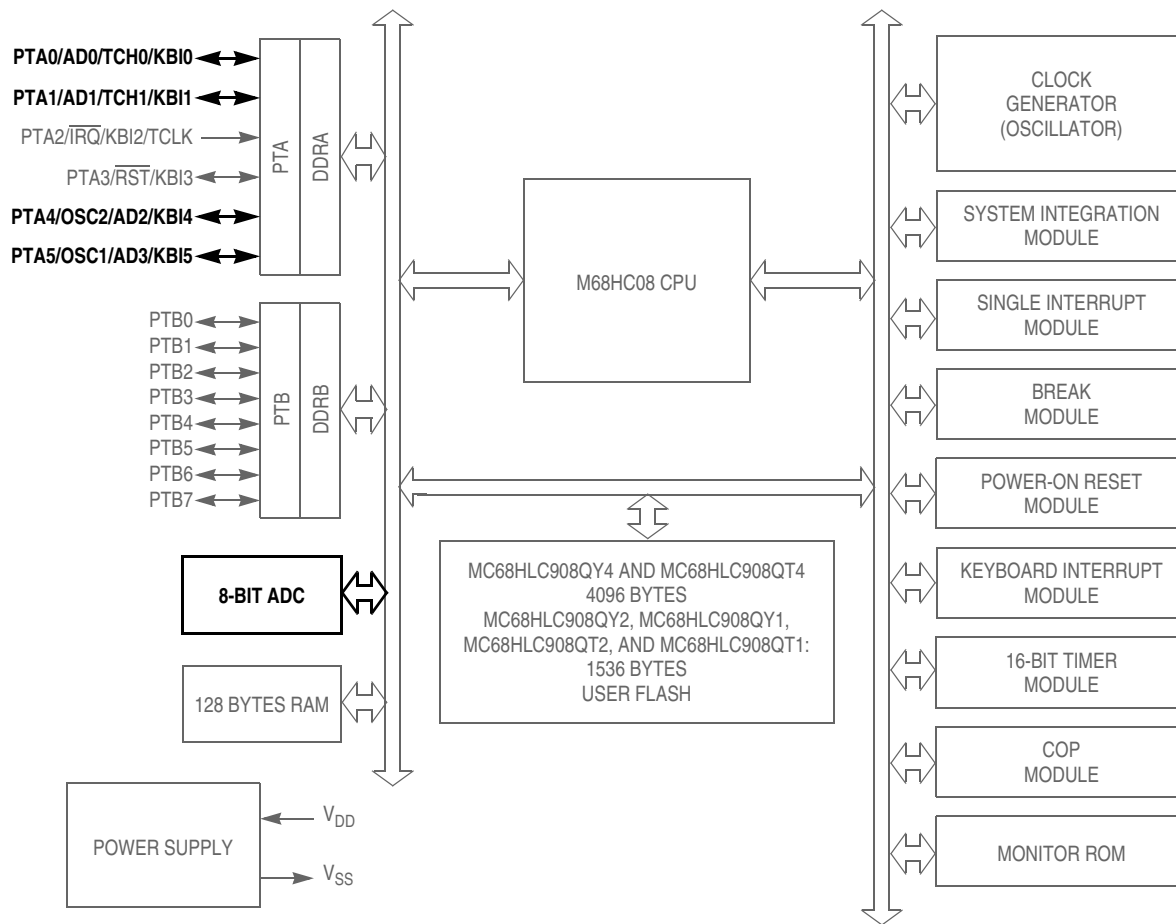 PTA0/AD0/TCH0/KBI0
PTA1/AD1/TCH1/KBI1
PTA2/IRQ/KBI2/TCLK
PTA3/RST/KBI3
PTA4/OSC2/AD2/KBI4
PTA5/OSC1/AD3/KBI5
PTA
DDRA
PTB0
PTB1
PTB2
PTB3
PTB4
PTB5
PTB6
PTB7
PTB
DDRB
8-BIT ADC
128 BYTES RAM
POWER SUPPLY
VDD
VSS
M68HC08 CPU
MC68HLC908QY4 AND MC68HLC908QT4
4096 BYTES
MC68HLC908QY2, MC68HLC908QY1,
MC68HLC908QT2, AND MC68HLC908QT1:
1536 BYTES
USER FLASH
CLOCK
GENERATOR
(OSCILLATOR)
SYSTEM INTEGRATION
MODULE
SINGLE INTERRUPT
MODULE
BREAK
MODULE
POWER-ON RESET
MODULE
KEYBOARD INTERRUPT
MODULE
16-BIT TIMER
MODULE
COP
MODULE
MONITOR ROM